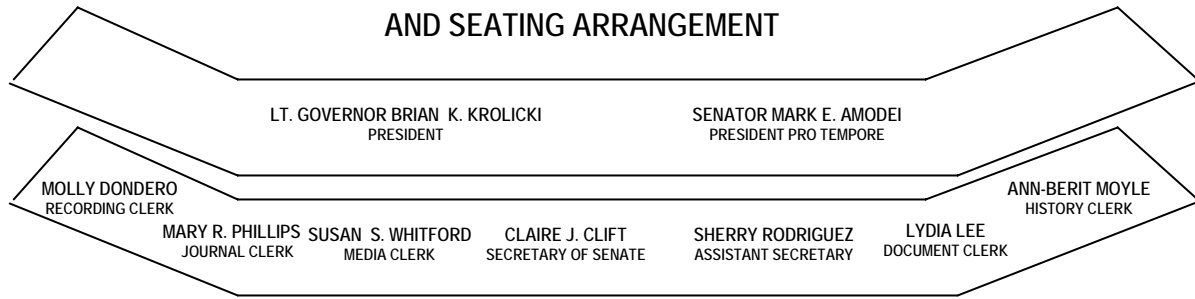 AND SEATING ARRANGEMENT
LT. GOVERNOR BRIAN K. KROLICKI
PRESIDENT
SENATOR MARK E. AMODEI
PRESIDENT PRO TEMPORE
MOLLY DONDERO
RECORDING CLERK
MARY R. PHILLIPS
JOURNAL CLERK
SUSAN S. WHITFORD
MEDIA CLERK
CLAIRE J. CLIFT
SECRETARY OF SENATE
SHERRY RODRIGUEZ
ASSISTANT SECRETARY
LYDIA LEE
DOCUMENT CLERK
ANN-BERIT MOYLE
HISTORY CLERK